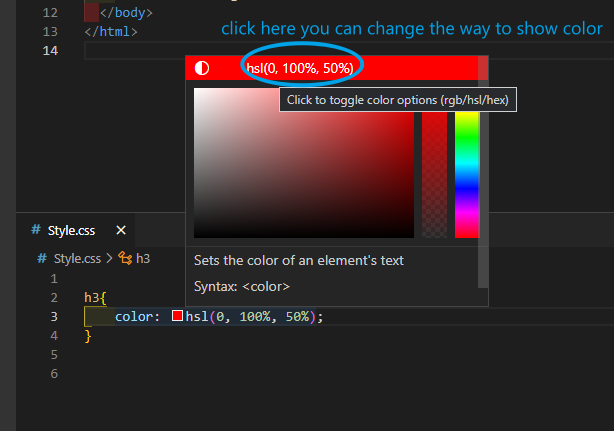 12 </body>
13 </html>
14
click here you can change the way to show color
hsl(0, 100%, 50%)
Click to toggle color options (rgb/hsl/hex)
Sets the color of an element's text
Syntax: <color>
# Style.css ×
# Style.css > h3
1
2 h3{
3 color: hsl(0, 100%, 50%);
4 }
5
6